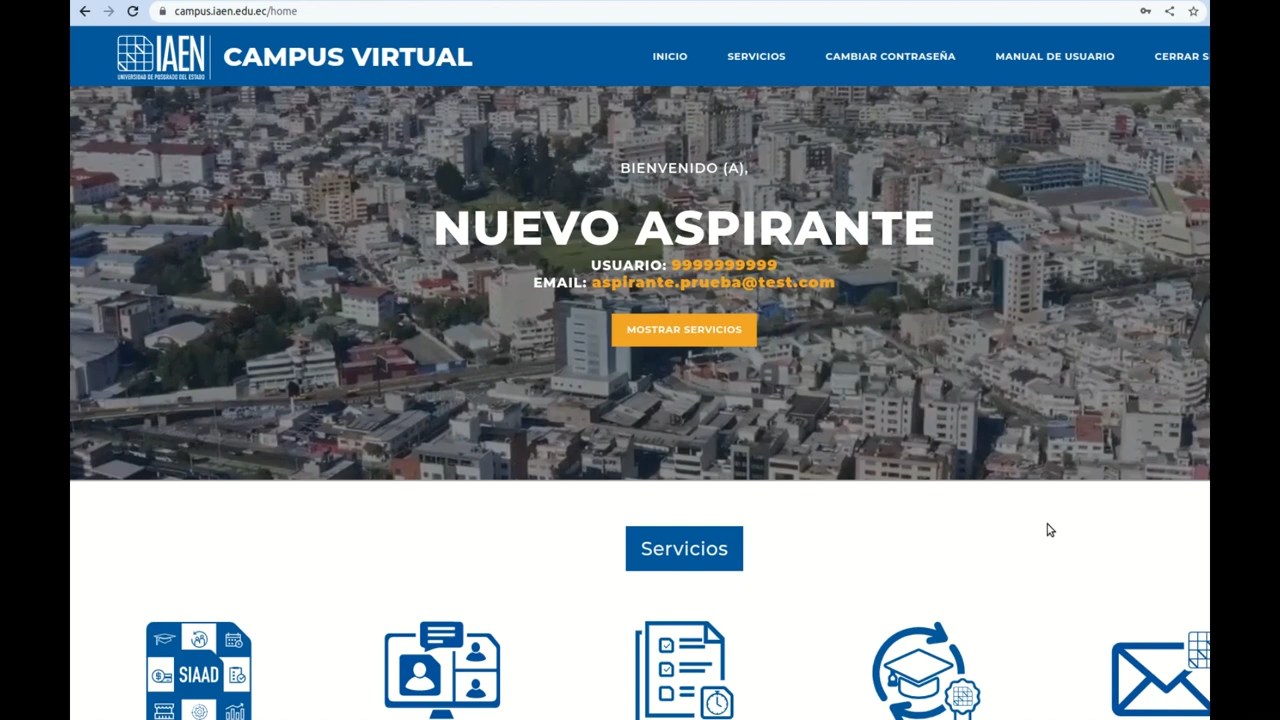 campus.iaen.edu.ec/home
IAEN
UNIVERSIDAD DE POSGRADO DEL ESTADO
CAMPUS VIRTUAL
INICIO
SERVICIOS
CAMBIAR CONTRASEÑA
MANUAL DE USUARIO
CERRAR S
BIENVENIDO (A),
NUEVO ASPIRANTE
USUARIO: 9999999999
EMAIL: aspirante.prueba@test.com
MOSTRAR SERVICIOS
Servicios
SIAAD